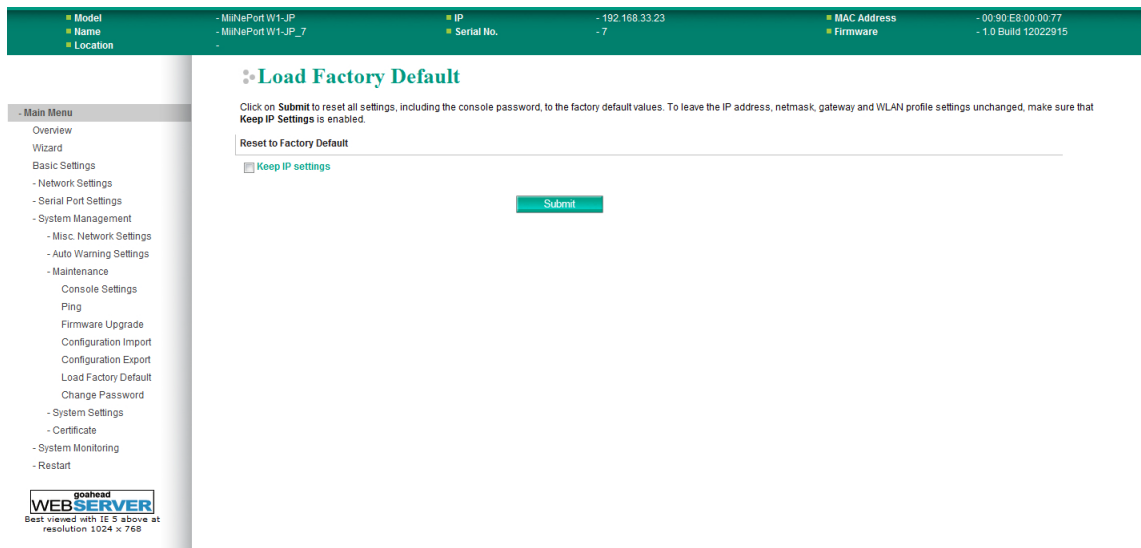 Model - MiiNePort W1-JP IP - 192.168.33.23 MAC Address - 00:90:E8:00:00:77
Name - MiiNePort W1-JP_7 Serial No. - 7 Firmware - 1.0 Build 12022915
Location -
Load Factory Default
Click on Submit to reset all settings, including the console password, to the factory default values. To leave the IP address, netmask, gateway and WLAN profile settings unchanged, make sure that
Keep IP Settings is enabled.
Reset to Factory Default
Keep IP settings
Submit
- Main Menu
Overview
Wizard
Basic Settings
- Network Settings
- Serial Port Settings
- System Management
- Misc. Network Settings
- Auto Warning Settings
- Maintenance
Console Settings
Ping
Firmware Upgrade
Configuration Import
Configuration Export
Load Factory Default
Change Password
- System Settings
- Certificate
- System Monitoring
- Restart
goahead
WEBSERVER
Best viewed with IE 5 above at
resolution 1024 x 768